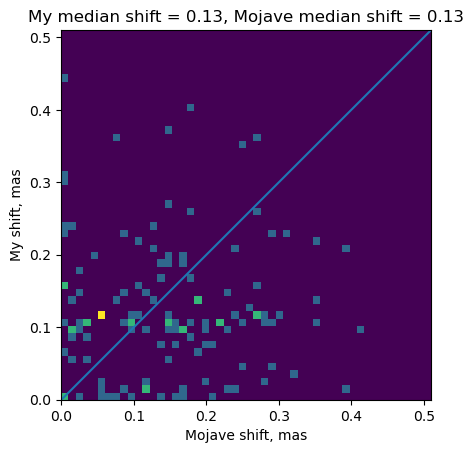 My median shift = 0.13, Mojave median shift = 0.13
0.5
0.4
0.3
0.2
0.1
0.0
My shift, mas
0.0 0.1 0.2 0.3 0.4 0.5
Mojave shift, mas